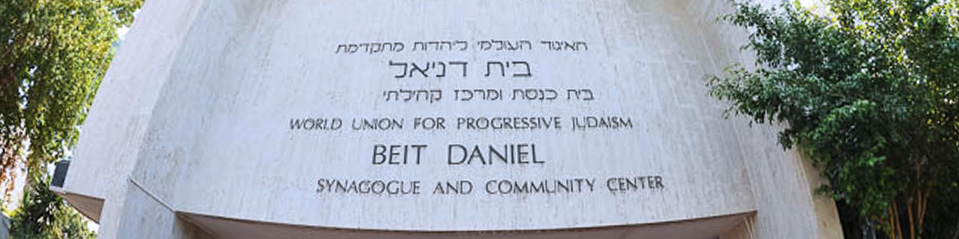 האיגוד העולמי ליהדות מתקדמת
בית דניאל
בית כנסת ומרכז קהילתי
WORLD UNION FOR PROGRESSIVE JUDAISM
BEIT DANIEL
SYNAGOGUE AND COMMUNITY CENTER